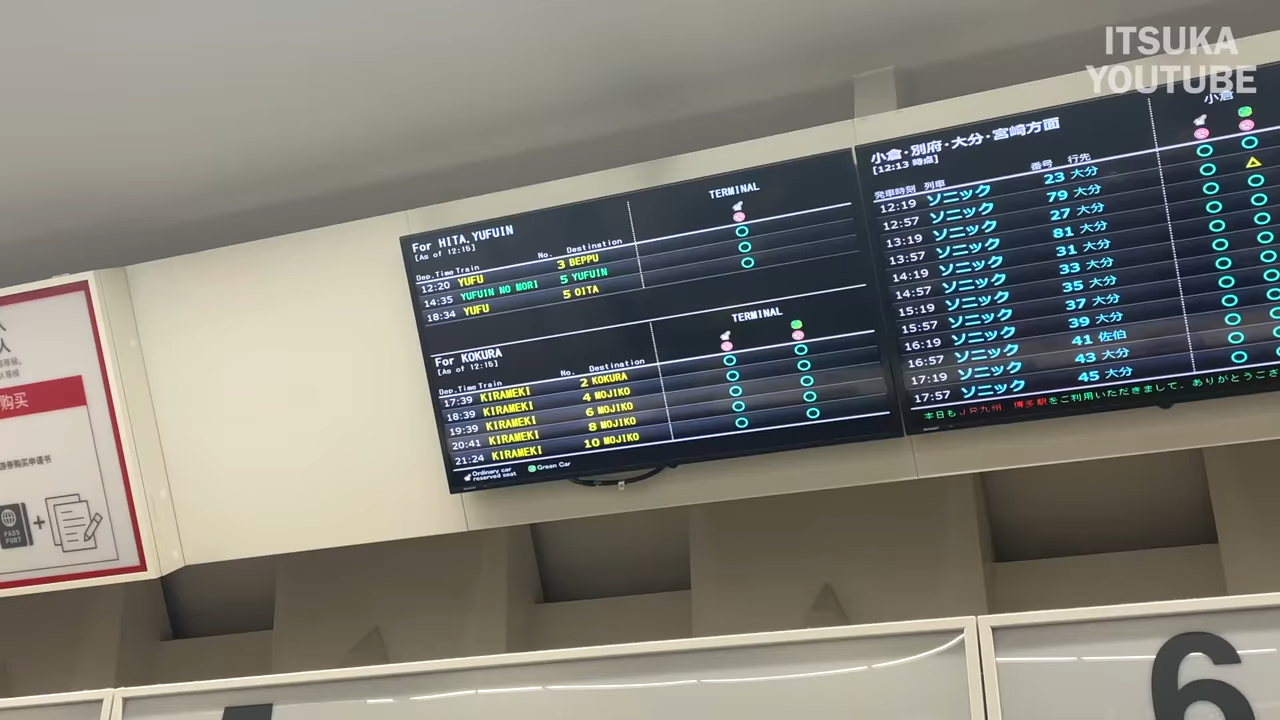 ITSUKA
YOUTUBE
人
购买
PASS
PORT
+
For HITA,YUFUIN
[As of 12:15]
TERMINAL
Dep.Time Train No. Destination
12:20 YUFU 3 BEPPU
14:35 YUFUIN NO MORI 5 YUFUIN
18:34 YUFU 5 OITA
For KOKURA
[As of 12:15]
TERMINAL
Dep.Time Train No. Destination
17:39 KIRAMEKI 2 KOKURA
18:39 KIRAMEKI 4 MOJIKO
19:39 KIRAMEKI 6 MOJIKO
20:41 KIRAMEKI 8 MOJIKO
21:24 KIRAMEKI 10 MOJIKO
Ordinary car
reserved seat
Green Car
小倉・別府・大分・宮崎方面
[12:13 時点]
小倉
発車時刻 列車 番号 行先
12:19 ソニック 23 大分
12:57 ソニック 79 大分
13:19 ソニック 27 大分
13:57 ソニック 81 大分
14:19 ソニック 31 大分
14:57 ソニック 33 大分
15:19 ソニック 35 大分
15:57 ソニック 37 大分
16:19 ソニック 39 大分
16:57 ソニック 41 佐伯
17:19 ソニック 43 大分
17:57 ソニック 45 大分
本日もJR九州 博多駅をご利用いただきまして、ありがとうござ
6